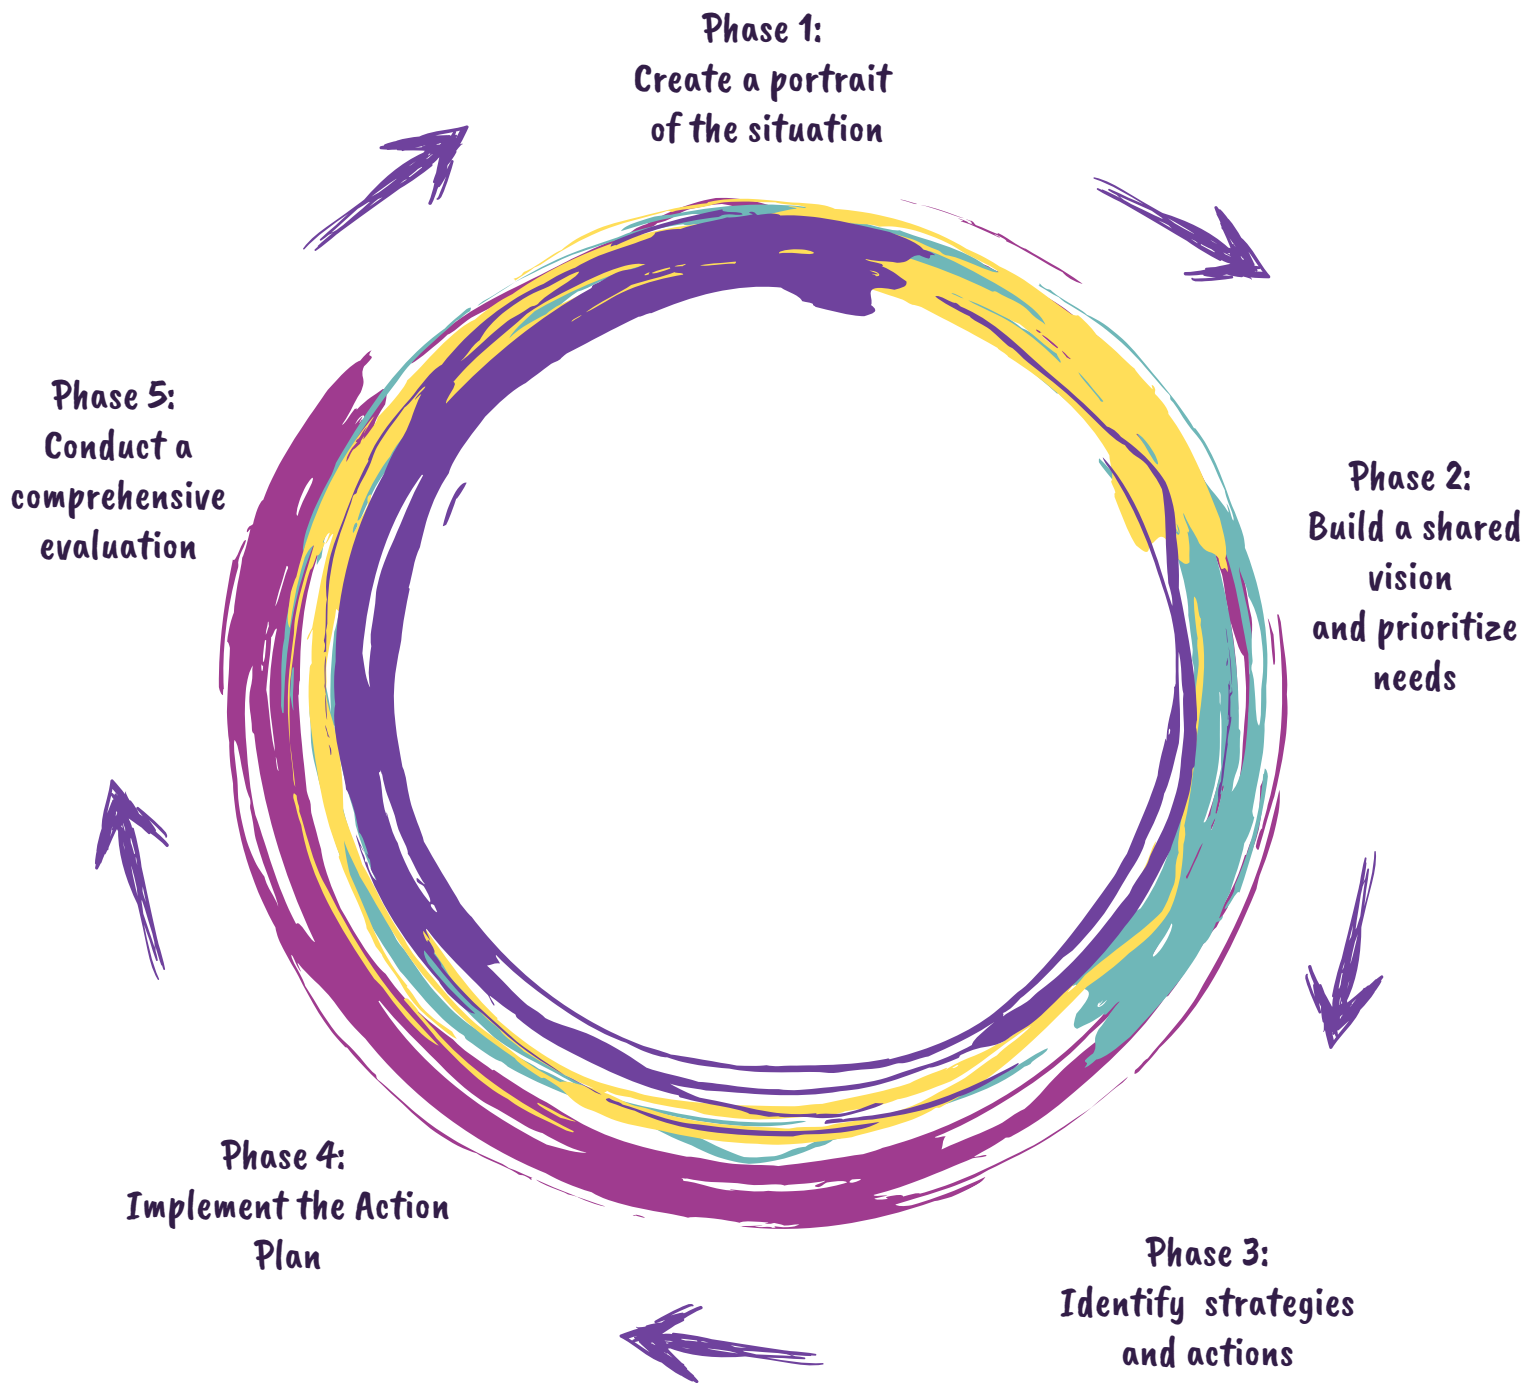 Phase 1:
Create a portrait
of the situation
Phase 2:
Build a shared
vision
and prioritize
needs
Phase 3:
Identify strategies
and actions
Phase 4:
Implement the Action
Plan
Phase 5:
Conduct a
comprehensive
evaluation